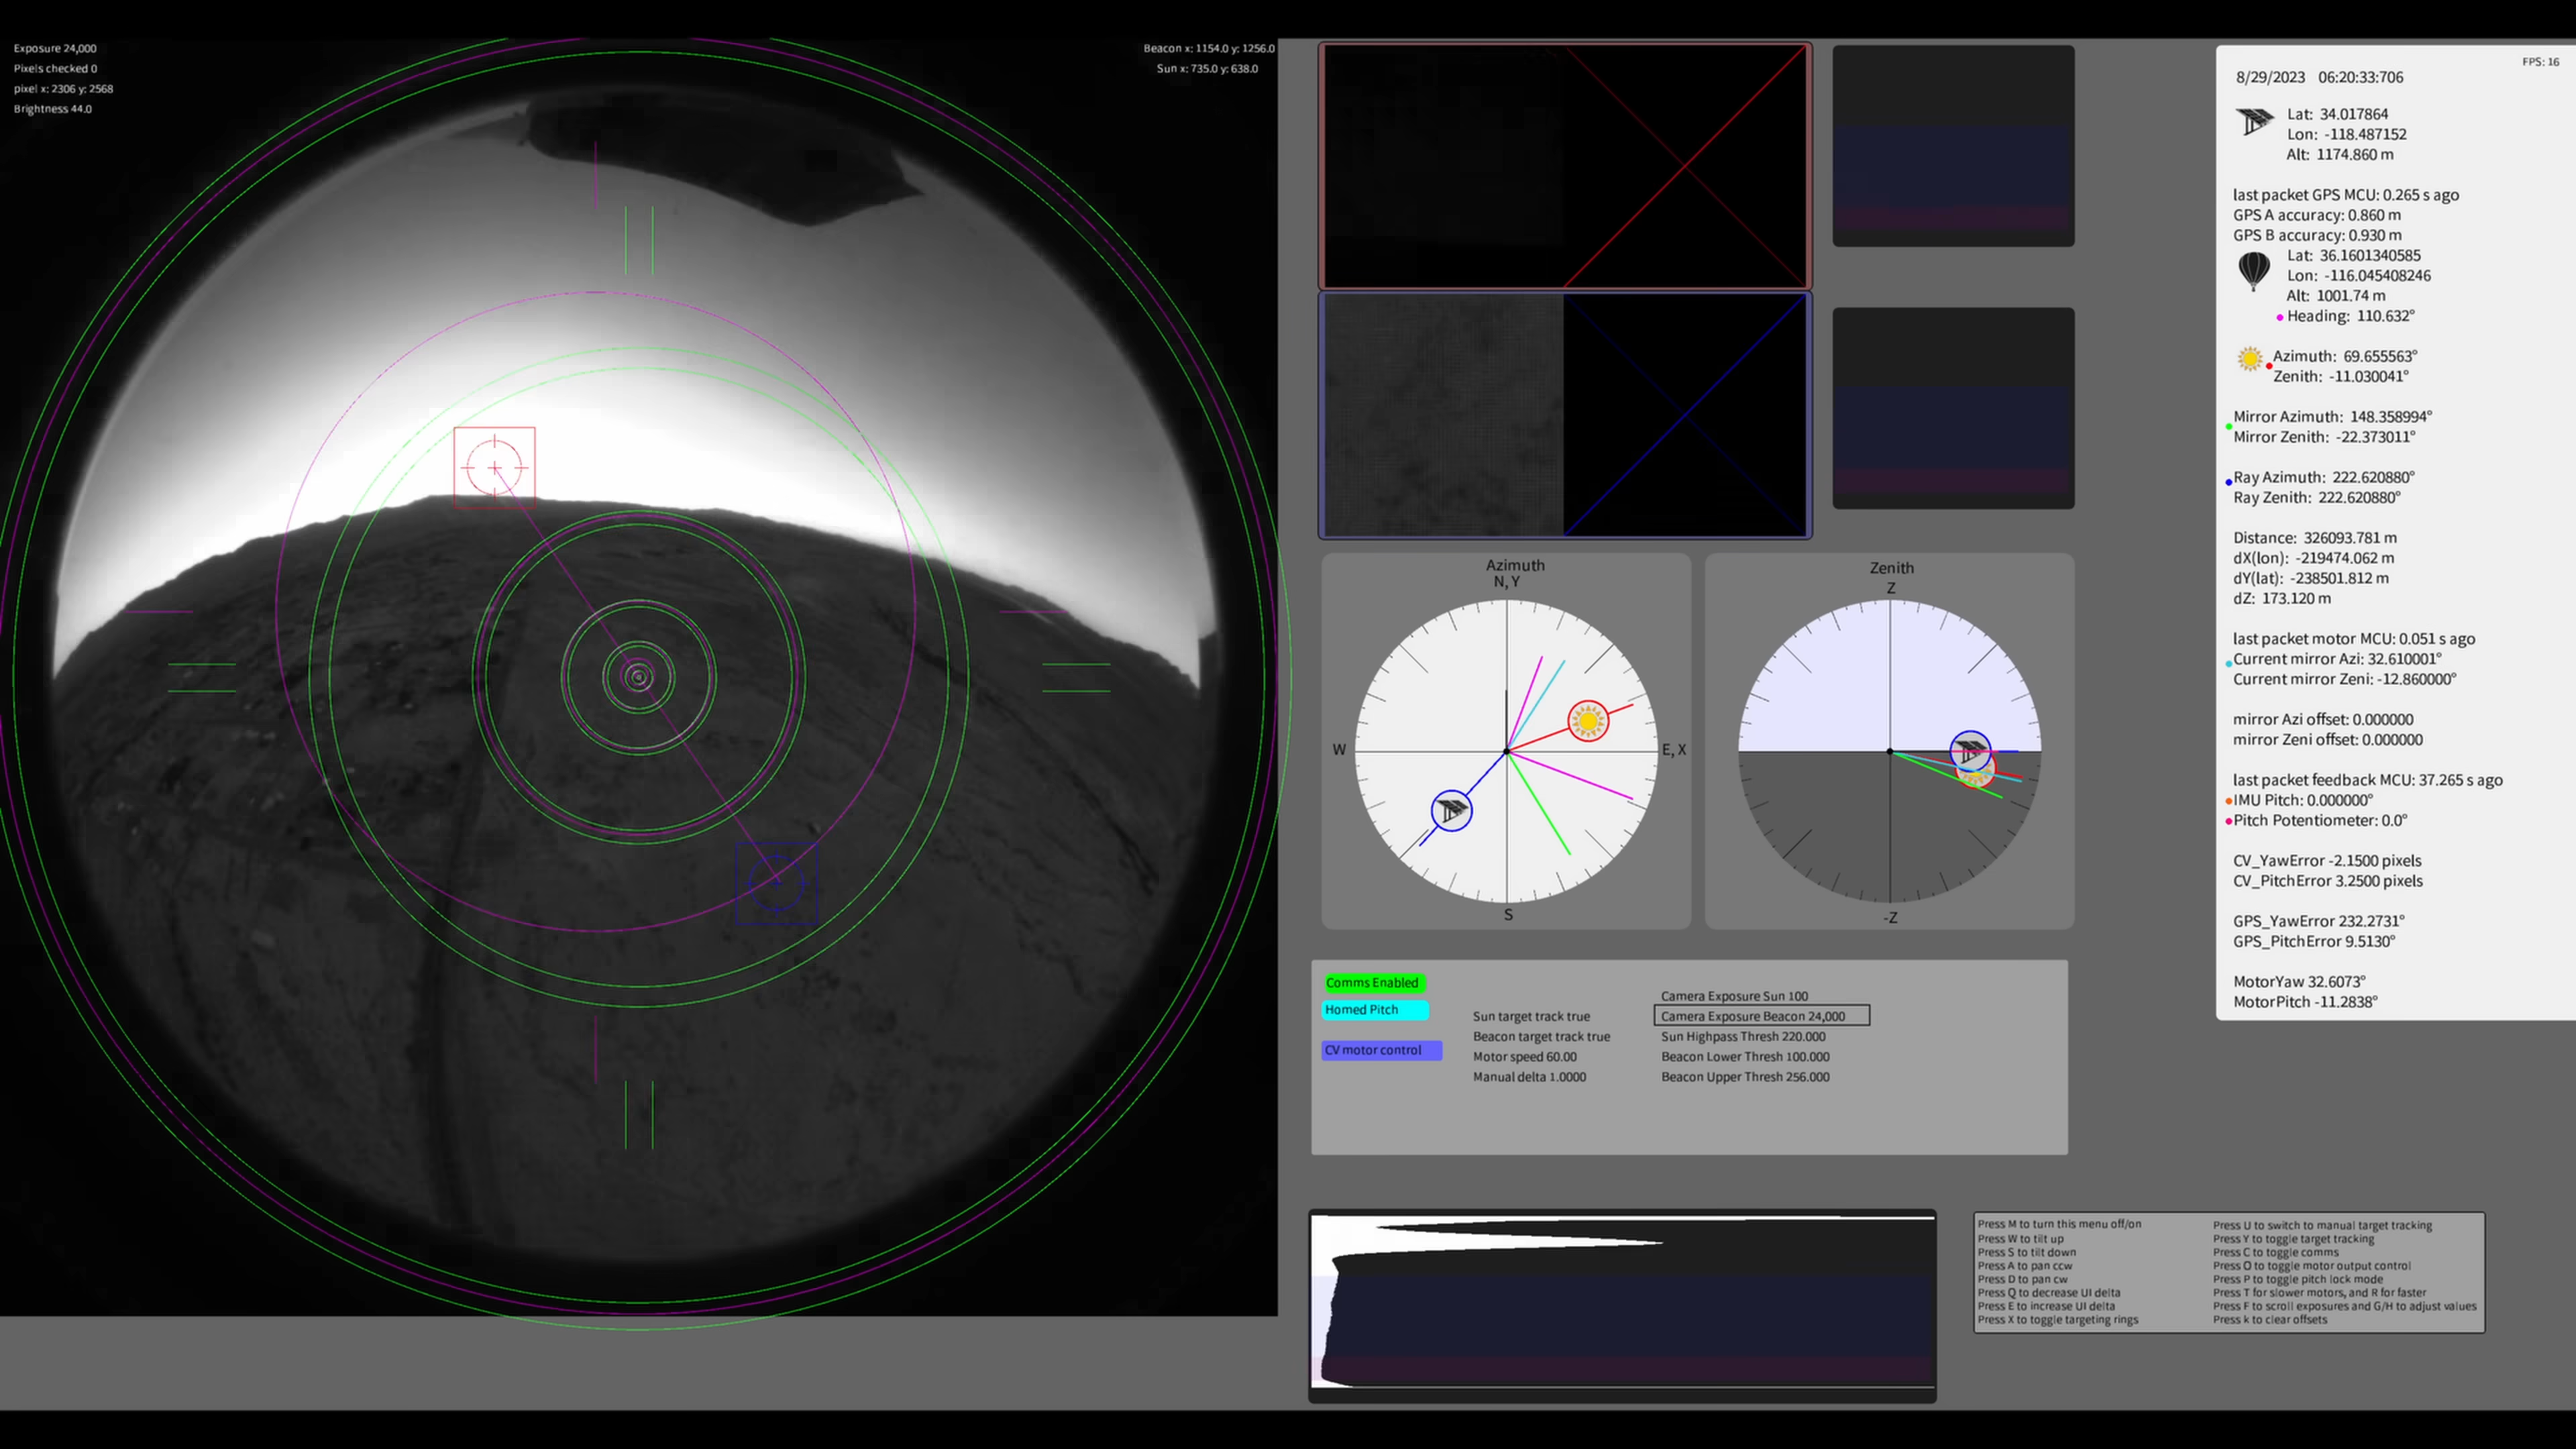 Exposure 24,000
Pixels checked 0
pixel x: 2306 y: 2568
Brightness 44.0
Beacon x: 1154.0 y: 1256.0
Sun x: 735.0 y: 638.0
FPS: 16
8/29/2023 06:20:33:706
Lat: 34.017864
Lon: -118.487152
Alt: 1174.860 m
last packet GPS MCU: 0.265 s ago
GPS A accuracy: 0.860 m
GPS B accuracy: 0.930 m
Lat: 36.1601340585
Lon: -116.045408246
Alt: 1001.74 m
Heading: 110.632°
Azimuth: 69.655563°
Zenith: -11.030041°
Mirror Azimuth: 148.358994°
Mirror Zenith: -22.373011°
Ray Azimuth: 222.620880°
Ray Zenith: 222.620880°
Distance: 326093.781 m
dX(lon): -219474.062 m
dY(lat): -238501.812 m
dZ: 173.120 m
last packet motor MCU: 0.051 s ago
Current mirror Azi: 32.610001°
Current mirror Zeni: -12.860000°
mirror Azi offset: 0.000000
mirror Zeni offset: 0.000000
last packet feedback MCU: 37.265 s ago
IMU Pitch: 0.000000°
Pitch Potentiometer: 0.0°
CV_YawError -2.1500 pixels
CV_PitchError 3.2500 pixels
GPS_YawError 232.2731°
GPS_PitchError 9.5130°
MotorYaw 32.6073°
MotorPitch -11.2838°
Azimuth
N, Y
W
E, X
S
Zenith
Z
-Z
Comms Enabled
Homed Pitch
CV motor control
Sun target track true
Beacon target track true
Motor speed 60.00
Manual delta 1.0000
Camera Exposure Sun 100
Camera Exposure Beacon 24,000
Sun Highpass Thresh 220.000
Beacon Lower Thresh 100.000
Beacon Upper Thresh 256.000
Press M to turn this menu off/on
Press W to tilt up
Press S to tilt down
Press A to pan ccw
Press D to pan cw
Press Q to decrease UI delta
Press E to increase UI delta
Press X to toggle targeting rings
Press U to switch to manual target tracking
Press Y to toggle target tracking
Press C to toggle comms
Press O to toggle motor output control
Press P to toggle pitch lock mode
Press T for slower motors, and R for faster
Press F to scroll exposures and G/H to adjust values
Press k to clear offsets